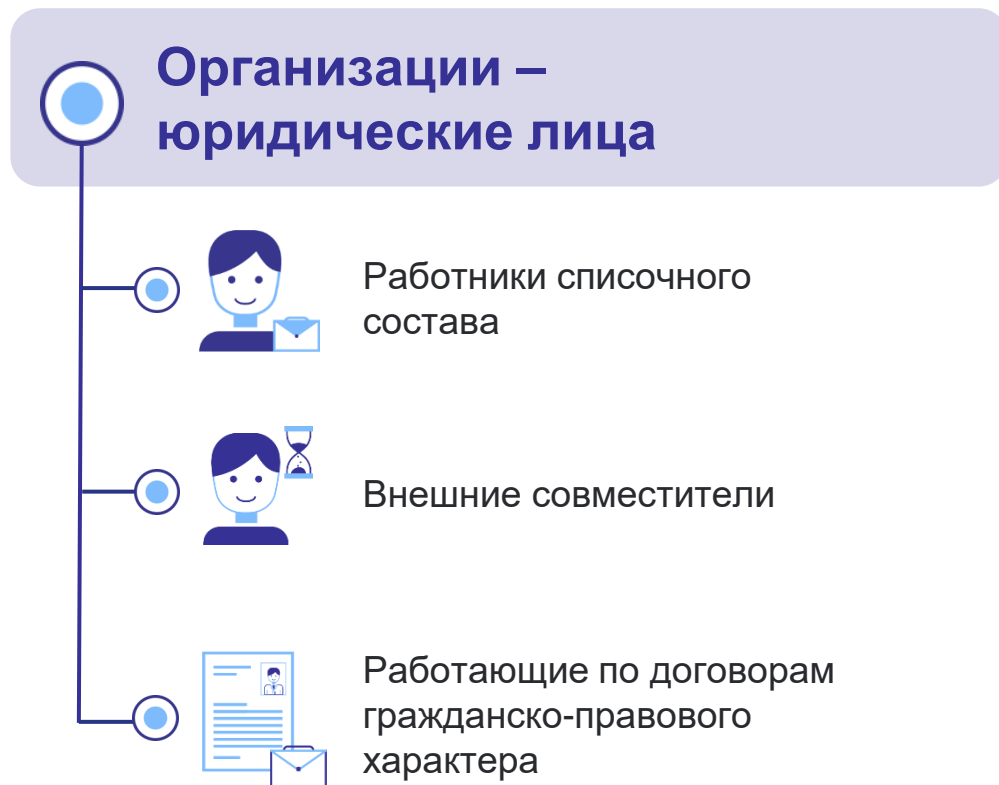 Организации –
юридические лица
Работники списочного
состава
Внешние совместители
Работающие по договорам
гражданско-правового
характера